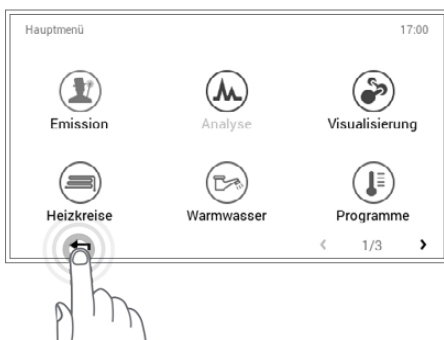 Hauptmenü 17:00
Emission Analyse Visualisierung
Heizkreise Warmwasser Programme
1/3